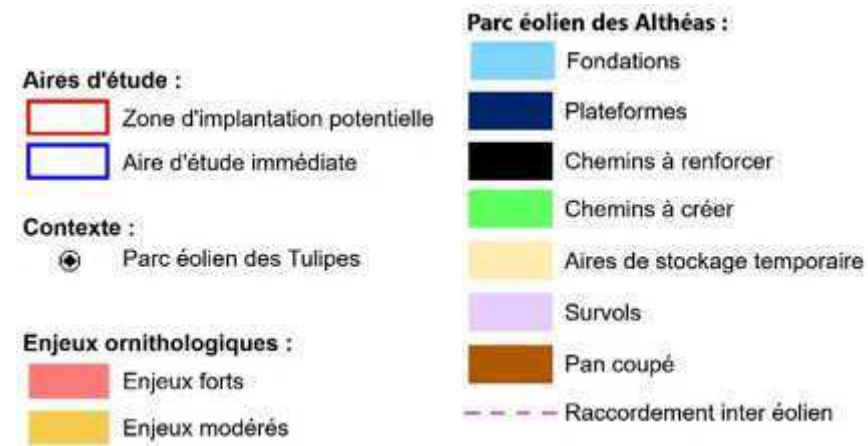 Aires d'étude :
Zone d'implantation potentielle
Aire d'étude immédiate
Contexte :
Parc éolien des Tulipes
Enjeux ornithologiques :
Enjeux forts
Enjeux modérés
Parc éolien des Althéas :
Fondations
Plateformes
Chemins à renforcer
Chemins à créer
Aires de stockage temporaire
Survols
Pan coupé
Raccordement inter éolien